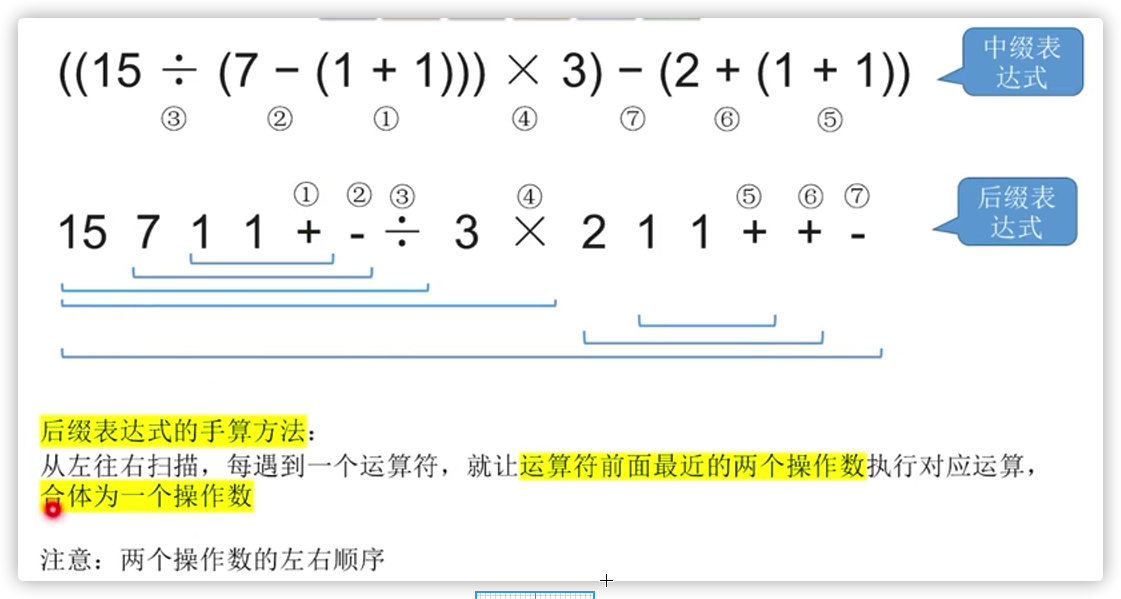 ((15 ÷ (7 − (1 + 1))) × 3) − (2 + (1 + 1))
中缀表
达式
③ ② ① ④ ⑦ ⑥ ⑤
① ② ③ ④ ⑤ ⑥ ⑦
15 7 1 1 + - ÷ 3 × 2 1 1 + + -
后缀表
达式
后缀表达式的手算方法：
从左往右扫描，每遇到一个运算符，就让运算符前面最近的两个操作数执行对应运算，
合体为一个操作数
注意：两个操作数的左右顺序